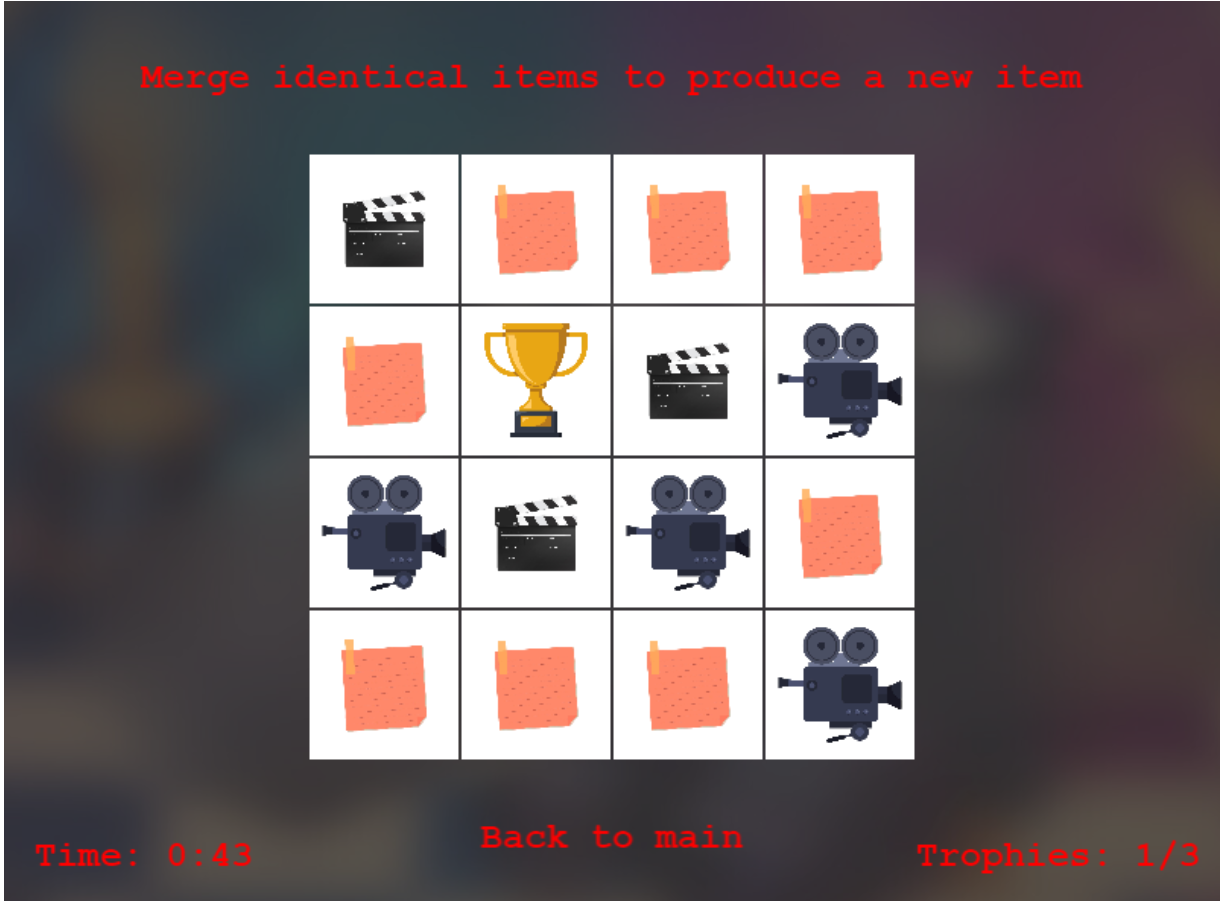 Merge identical items to produce a new item
Back to main
Time: 0:43
Trophies: 1/3